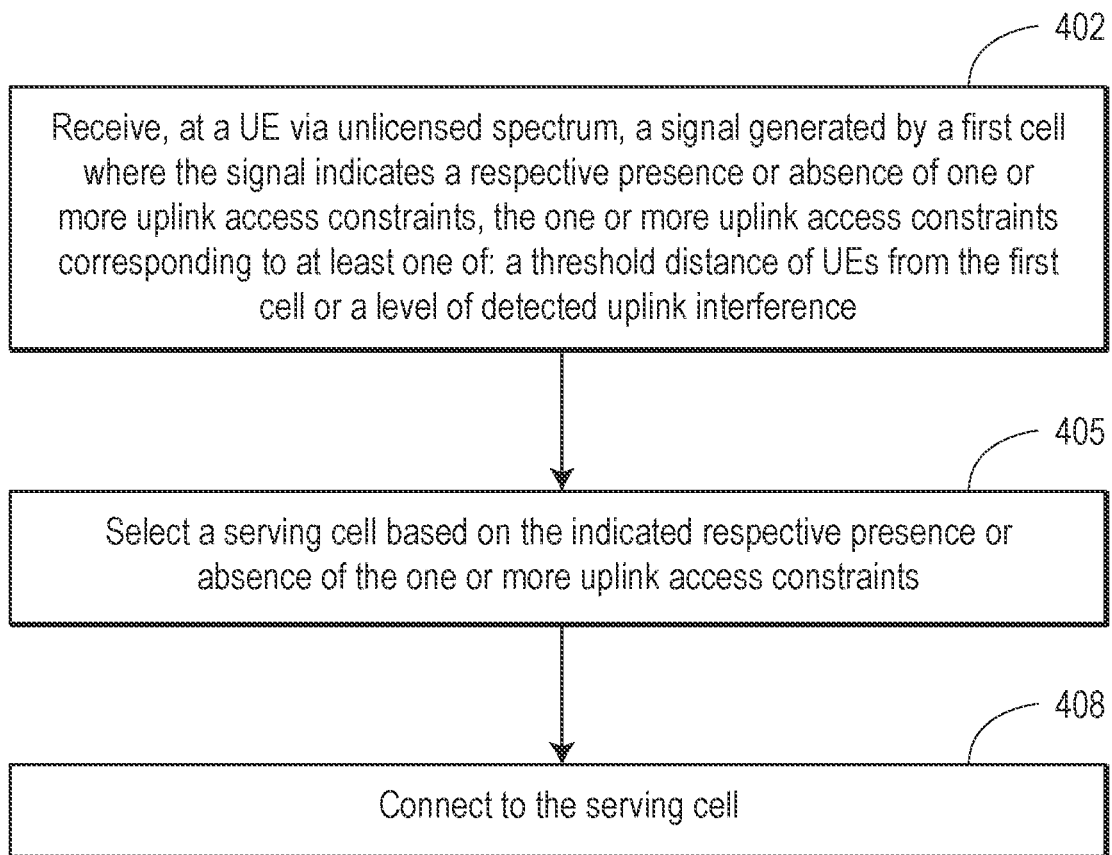 402
Receive, at a UE via unlicensed spectrum, a signal generated by a first cell
where the signal indicates a respective presence or absence of one or
more uplink access constraints, the one or more uplink access constraints
corresponding to at least one of: a threshold distance of UEs from the first
cell or a level of detected uplink interference
405
Select a serving cell based on the indicated respective presence or
absence of the one or more uplink access constraints
408
Connect to the serving cell